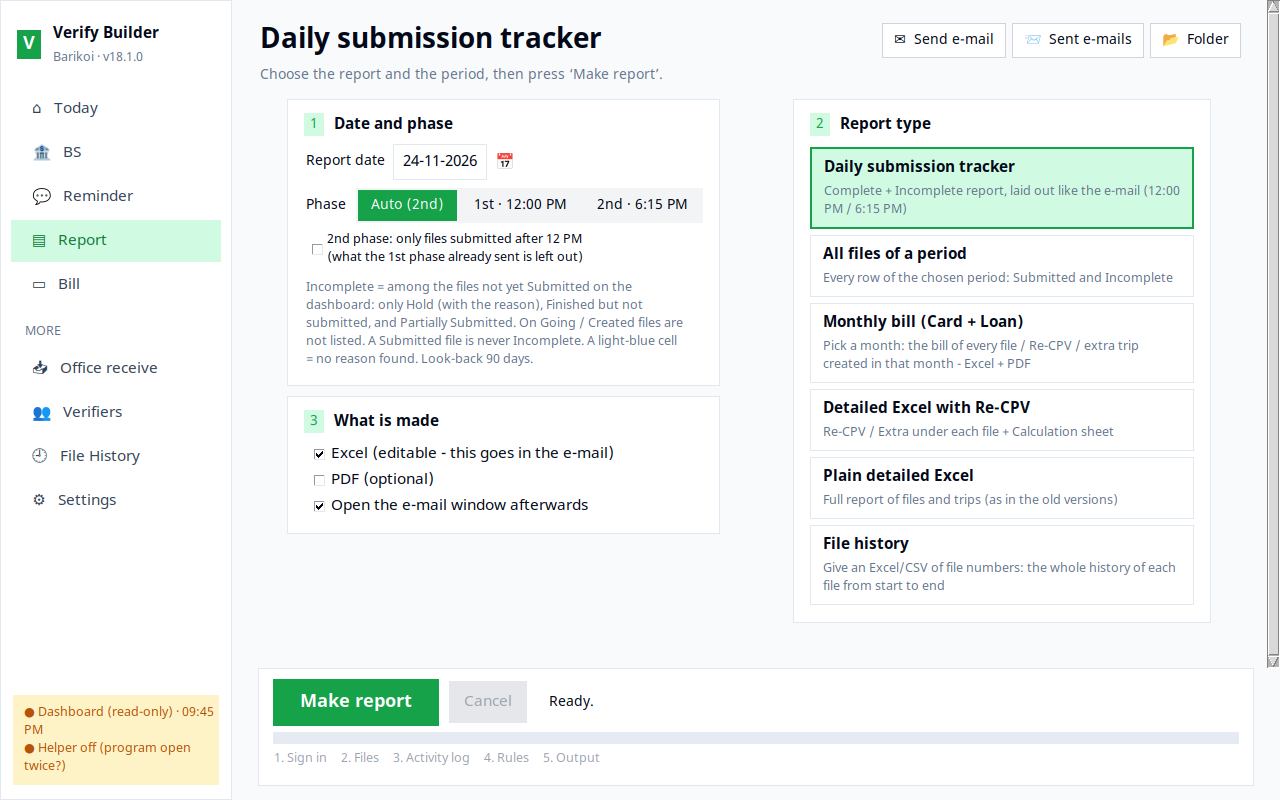 V
Verify Builder
Barikoi · v18.1.0
Today
BS
Reminder
Report
Bill
MORE
Office receive
Verifiers
File History
Settings
● Dashboard (read-only) · 09:45
PM
● Helper off (program open
twice?)
Daily submission tracker
Choose the report and the period, then press ‘Make report’.
Send e-mail
Sent e-mails
Folder
1 Date and phase
Report date 24-11-2026
Phase Auto (2nd) 1st · 12:00 PM 2nd · 6:15 PM
2nd phase: only files submitted after 12 PM
(what the 1st phase already sent is left out)
Incomplete = among the files not yet Submitted on the
dashboard: only Hold (with the reason), Finished but not
submitted, and Partially Submitted. On Going / Created files are
not listed. A Submitted file is never Incomplete. A light-blue cell
= no reason found. Look-back 90 days.
3 What is made
Excel (editable - this goes in the e-mail)
PDF (optional)
Open the e-mail window afterwards
2 Report type
Daily submission tracker
Complete + Incomplete report, laid out like the e-mail (12:00
PM / 6:15 PM)
All files of a period
Every row of the chosen period: Submitted and Incomplete
Monthly bill (Card + Loan)
Pick a month: the bill of every file / Re-CPV / extra trip
created in that month - Excel + PDF
Detailed Excel with Re-CPV
Re-CPV / Extra under each file + Calculation sheet
Plain detailed Excel
Full report of files and trips (as in the old versions)
File history
Give an Excel/CSV of file numbers: the whole history of each
file from start to end
Make report
Cancel
Ready.
1. Sign in 2. Files 3. Activity log 4. Rules 5. Output